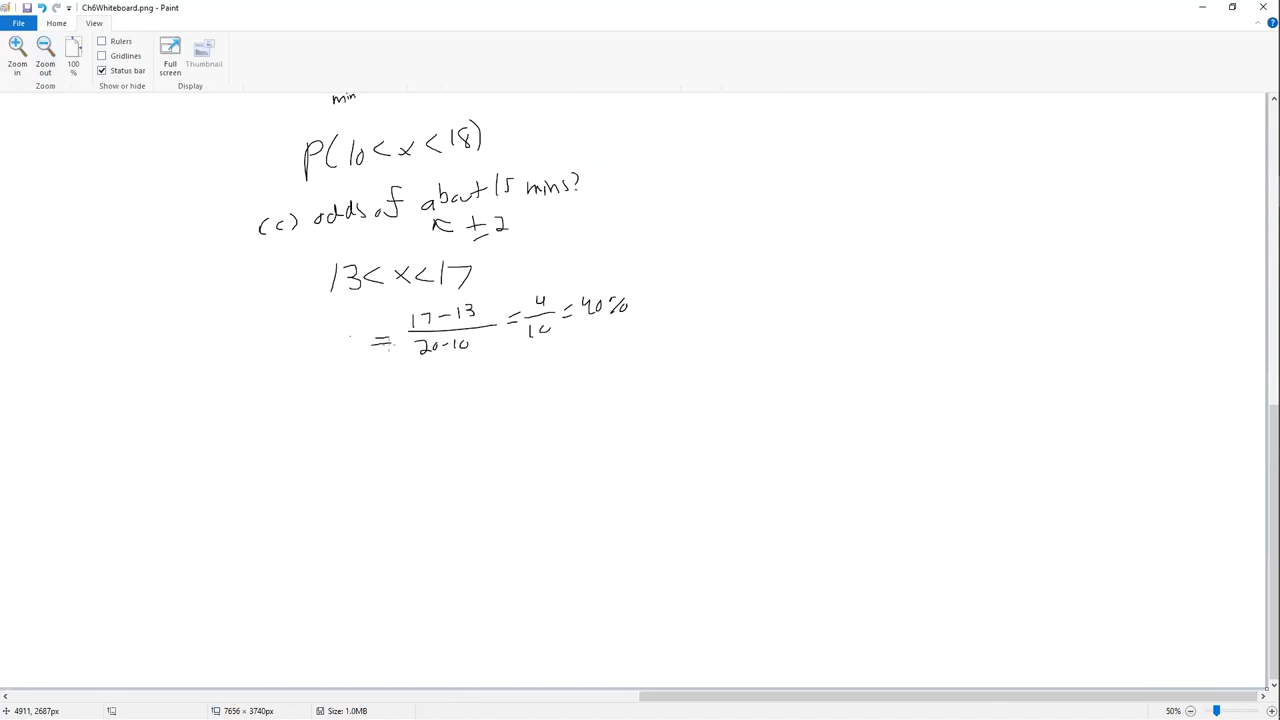 Ch6Whiteboard.png - Paint
File Home View
Zoom in
Zoom out
100 %
Rulers
Gridlines
Status bar
Full screen
Thumbnail
Zoom
Show or hide
Display
min
P(10 < x < 18)
(c) odds of about 15 mins?
± 2
13 < x < 17
= 17-13 / 20-10 = 4 / 10 = 40%
4911, 2687px
7656 × 3740px
Size: 1.0MB
50%